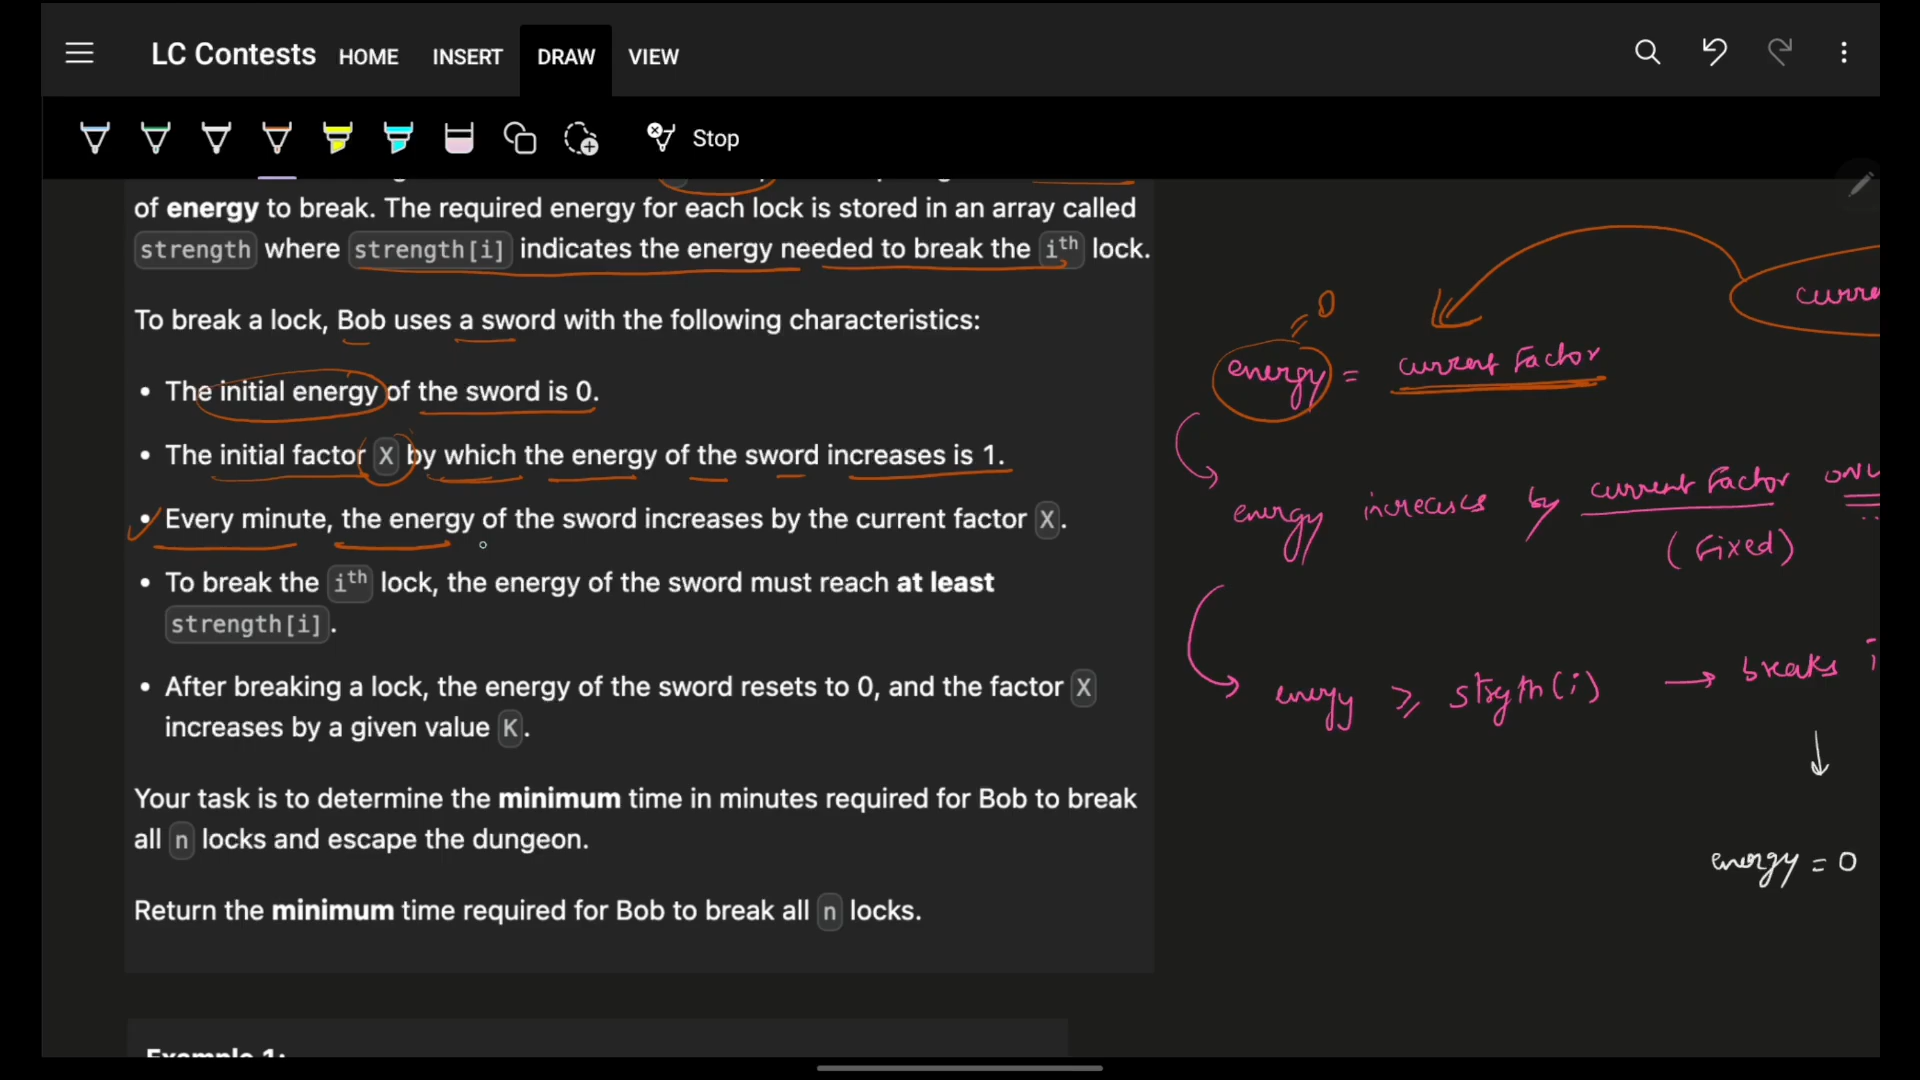 LC Contests HOME INSERT DRAW VIEW
Stop
of energy to break. The required energy for each lock is stored in an array called
strength where strength[i] indicates the energy needed to break the ith lock.
To break a lock, Bob uses a sword with the following characteristics:
• The initial energy of the sword is 0.
• The initial factor X by which the energy of the sword increases is 1.
• Every minute, the energy of the sword increases by the current factor X.
• To break the ith lock, the energy of the sword must reach at least
strength[i].
• After breaking a lock, the energy of the sword resets to 0, and the factor X
increases by a given value K.
Your task is to determine the minimum time in minutes required for Bob to break
all n locks and escape the dungeon.
Return the minimum time required for Bob to break all n locks.
Example 1:
= 0
curre
energy = current factor
energy increases by current factor
(fixed)
energy ≥ → breaks i
↓
energy = 0